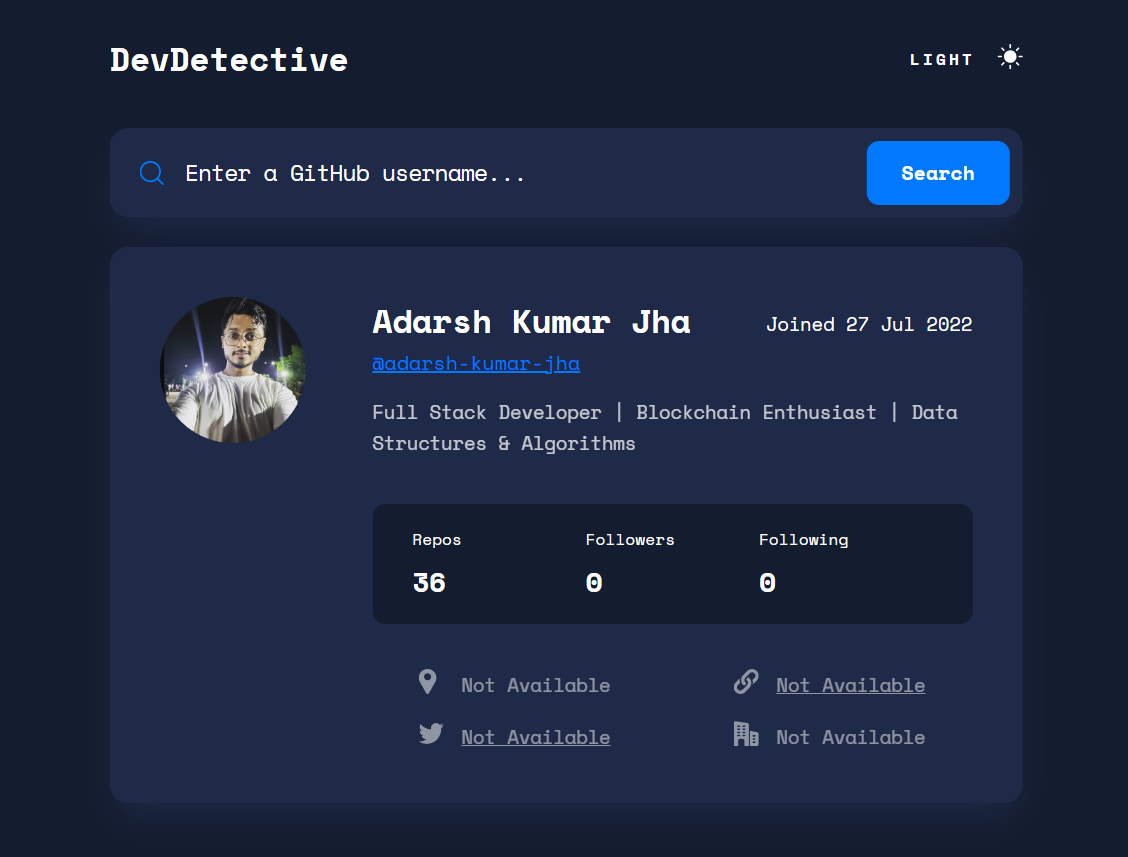 DevDetective
LIGHT
Enter a GitHub username...
Search
Adarsh Kumar Jha
Joined 27 Jul 2022
@adarsh-kumar-jha
Full Stack Developer | Blockchain Enthusiast | Data
Structures & Algorithms
Repos Followers Following
36 0 0
Not Available Not Available
Not Available Not Available